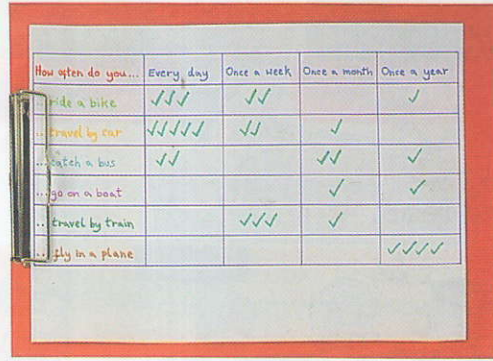 How often do you... Every day Once a week Once a month Once a year
...ride a bike ✓✓✓ ✓✓ ✓
...travel by car ✓✓✓✓✓ ✓✓ ✓
...catch a bus ✓✓ ✓✓ ✓
...go on a boat ✓ ✓
...travel by train ✓✓✓ ✓
...fly in a plane ✓✓✓✓